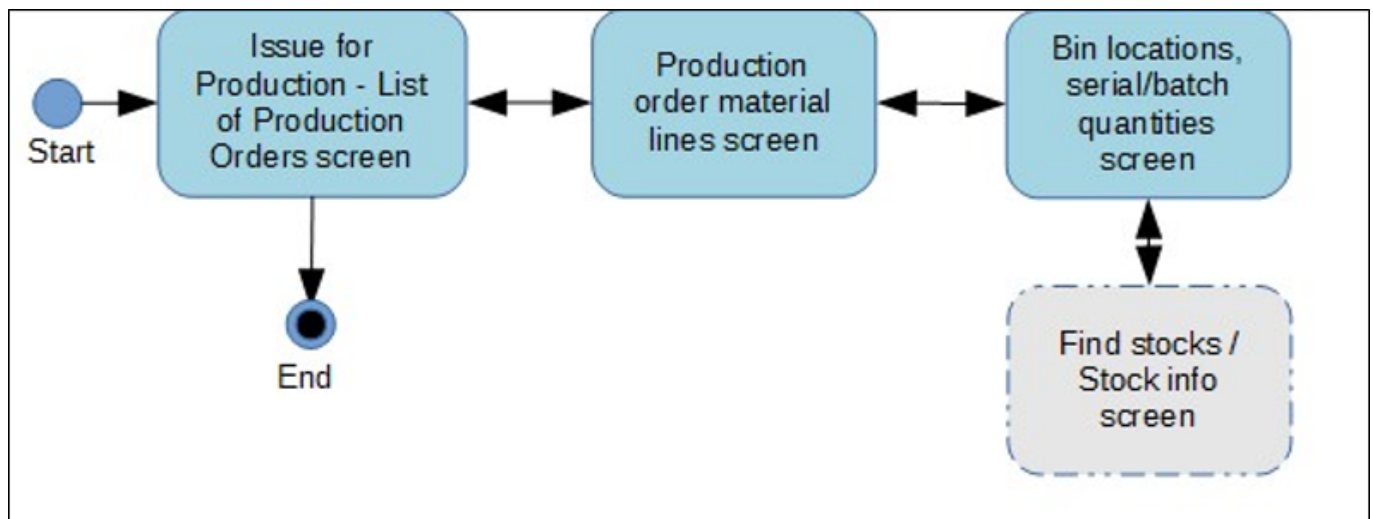 Issue for
Production - List
of Production
Orders screen
Production
order material
lines screen
Bin locations,
serial/batch
quantities
screen
Start
End
Find stocks /
Stock info
screen